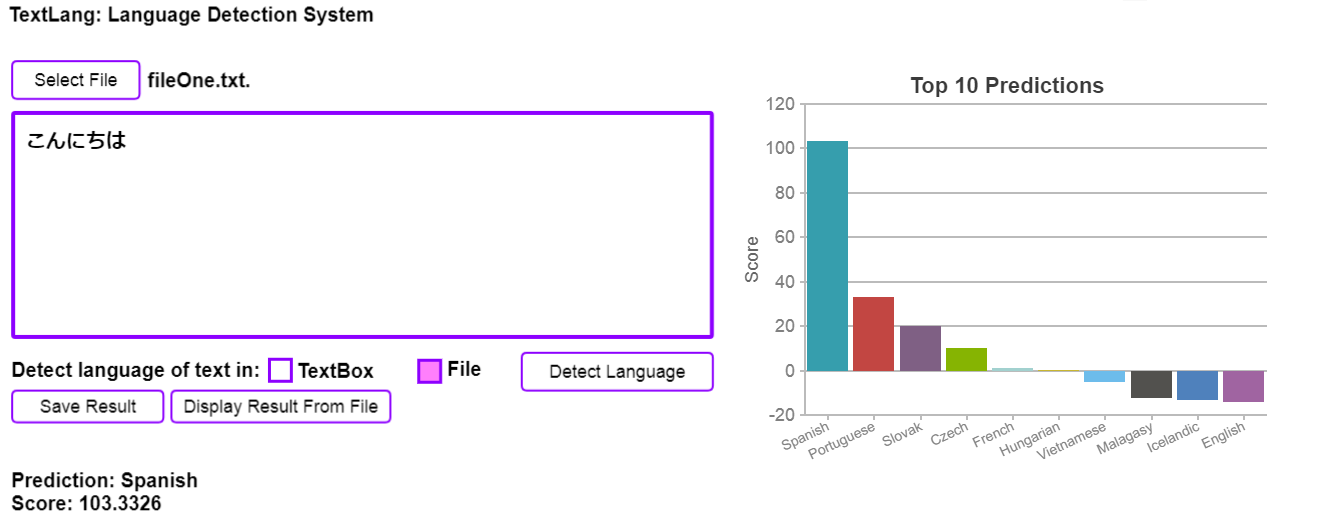 TextLang: Language Detection System
Select File fileOne.txt.
こんにちは
Detect language of text in: TextBox File Detect Language
Save Result Display Result From File
Prediction: Spanish
Score: 103.3326
Top 10 Predictions
Score
120
100
80
60
40
20
0
-20
Spanish Portuguese Slovak Czech French Hungarian Vietnamese Malagasy Icelandic English